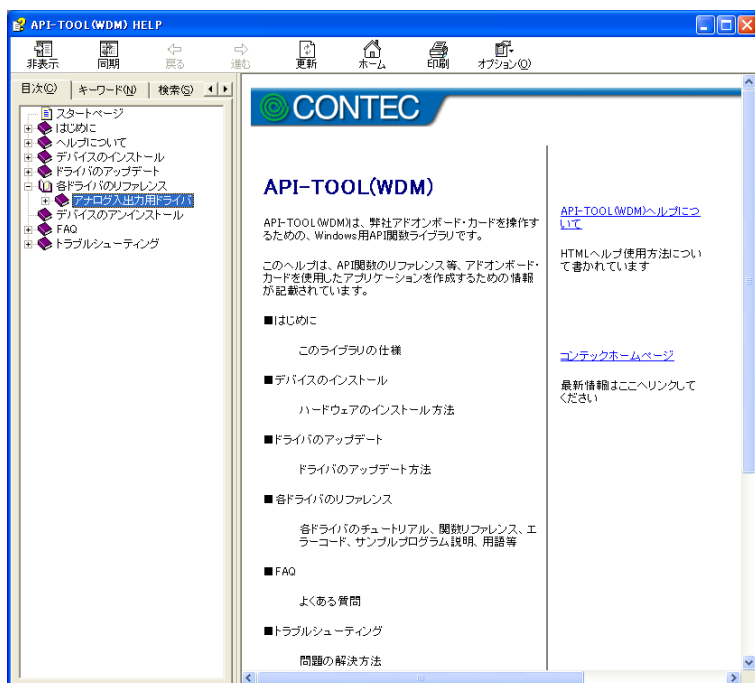 API-TOOL(WDM) HELP
非表示 同期 戻る 進む 更新 ホーム 印刷 オプション(O)
目次(C) キーワード(N) 検索(S)
スタートページ
はじめに
ヘルプについて
デバイスのインストール
ドライバのアップデート
各ドライバのリファレンス
アナログ入出力用ドライバ
デバイスのアンインストール
FAQ
トラブルシューティング
CONTEC
API-TOOL(WDM)
API-TOOL(WDM)は、弊社アドオンボード・カードを操作す
るための、Windows用API関数ライブラリです。
このヘルプは、API関数のリファレンス等、アドオンボード・
カードを使用したアプリケーションを作成するための情報
が記載されています。
■はじめに
このライブラリの仕様
■デバイスのインストール
ハードウェアのインストール方法
■ドライバのアップデート
ドライバのアップデート方法
■各ドライバのリファレンス
各ドライバのチュートリアル、関数リファレンス、エ
ラーコード、サンプルプログラム説明、用語等
■FAQ
よくある質問
■トラブルシューティング
問題の解決方法
API-TOOL(WDM)ヘルプにつ
いて
HTMLヘルプ使用方法につい
て書かれています
コンテックホームページ
最新情報はここへリンクして
ください